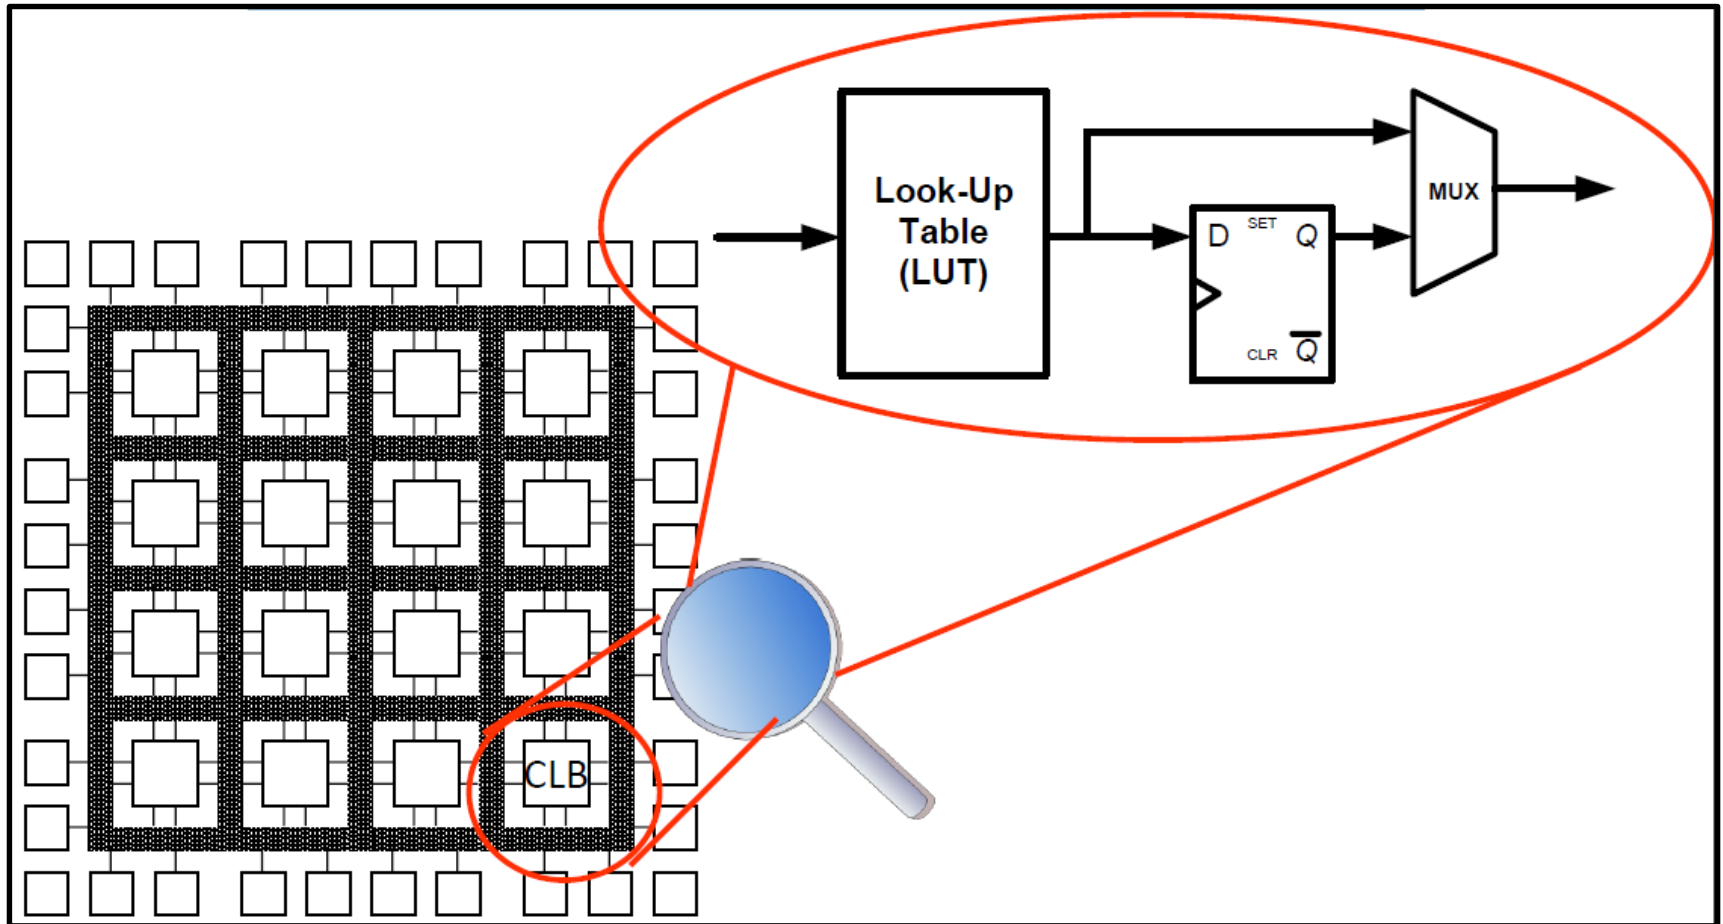 Look-Up
Table
(LUT)
D SET Q
CLR Q̅
MUX
CLB